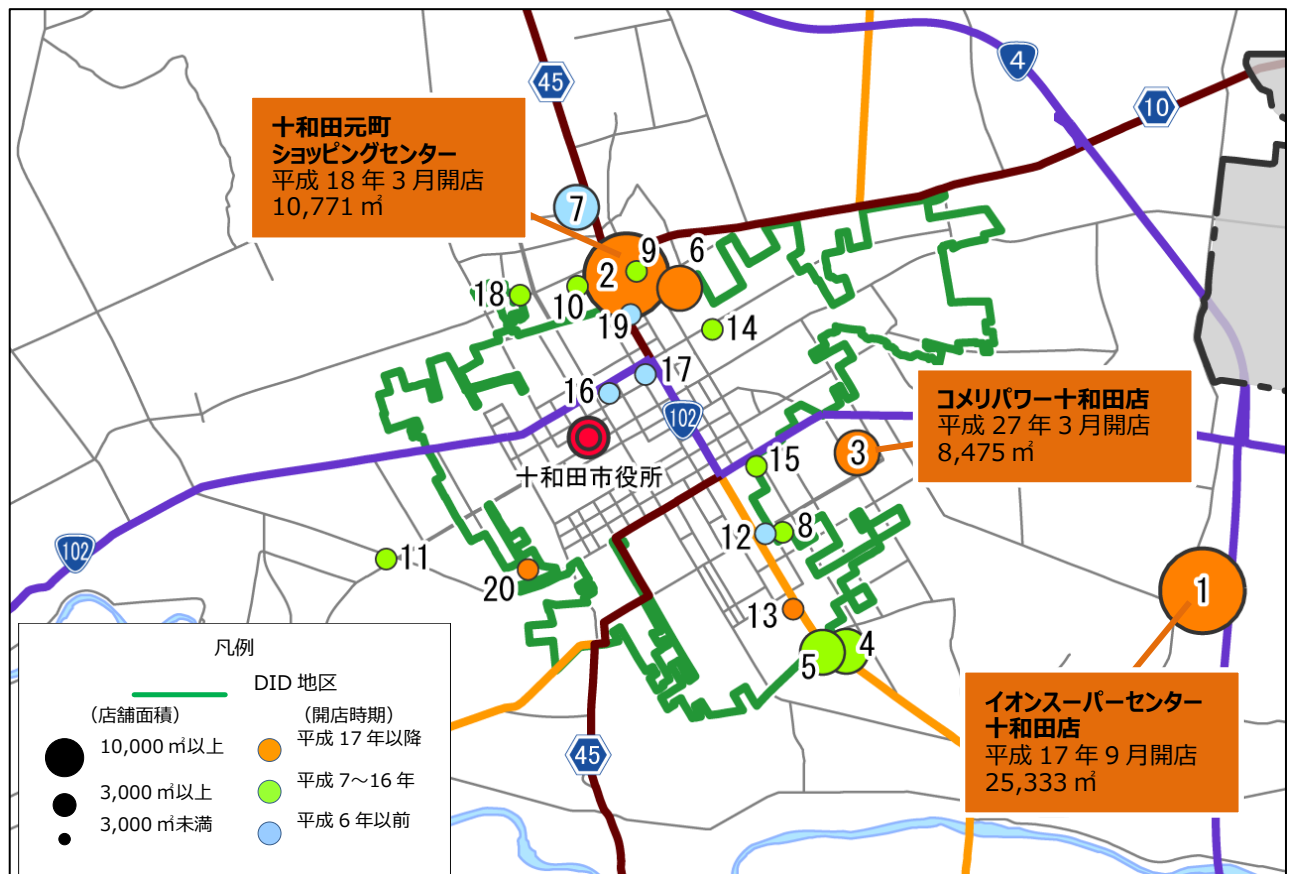 45
4
10
十和田元町
ショッピングセンター
平成 18 年 3 月開店
10,771 ㎡
7
9
6
2
18
10
19
14
17
16
102
コメリパワー十和田店
平成 27 年 3 月開店
8,475 ㎡
3
十和田市役所
15
12
8
102
11
20
1
13
5
4
イオンスーパーセンター
十和田店
平成 17 年 9 月開店
25,333 ㎡
45
凡例
DID 地区
（店舗面積）
（開店時期）
10,000 ㎡以上
平成 17 年以降
3,000 ㎡以上
平成 7～16 年
3,000 ㎡未満
平成 6 年以前